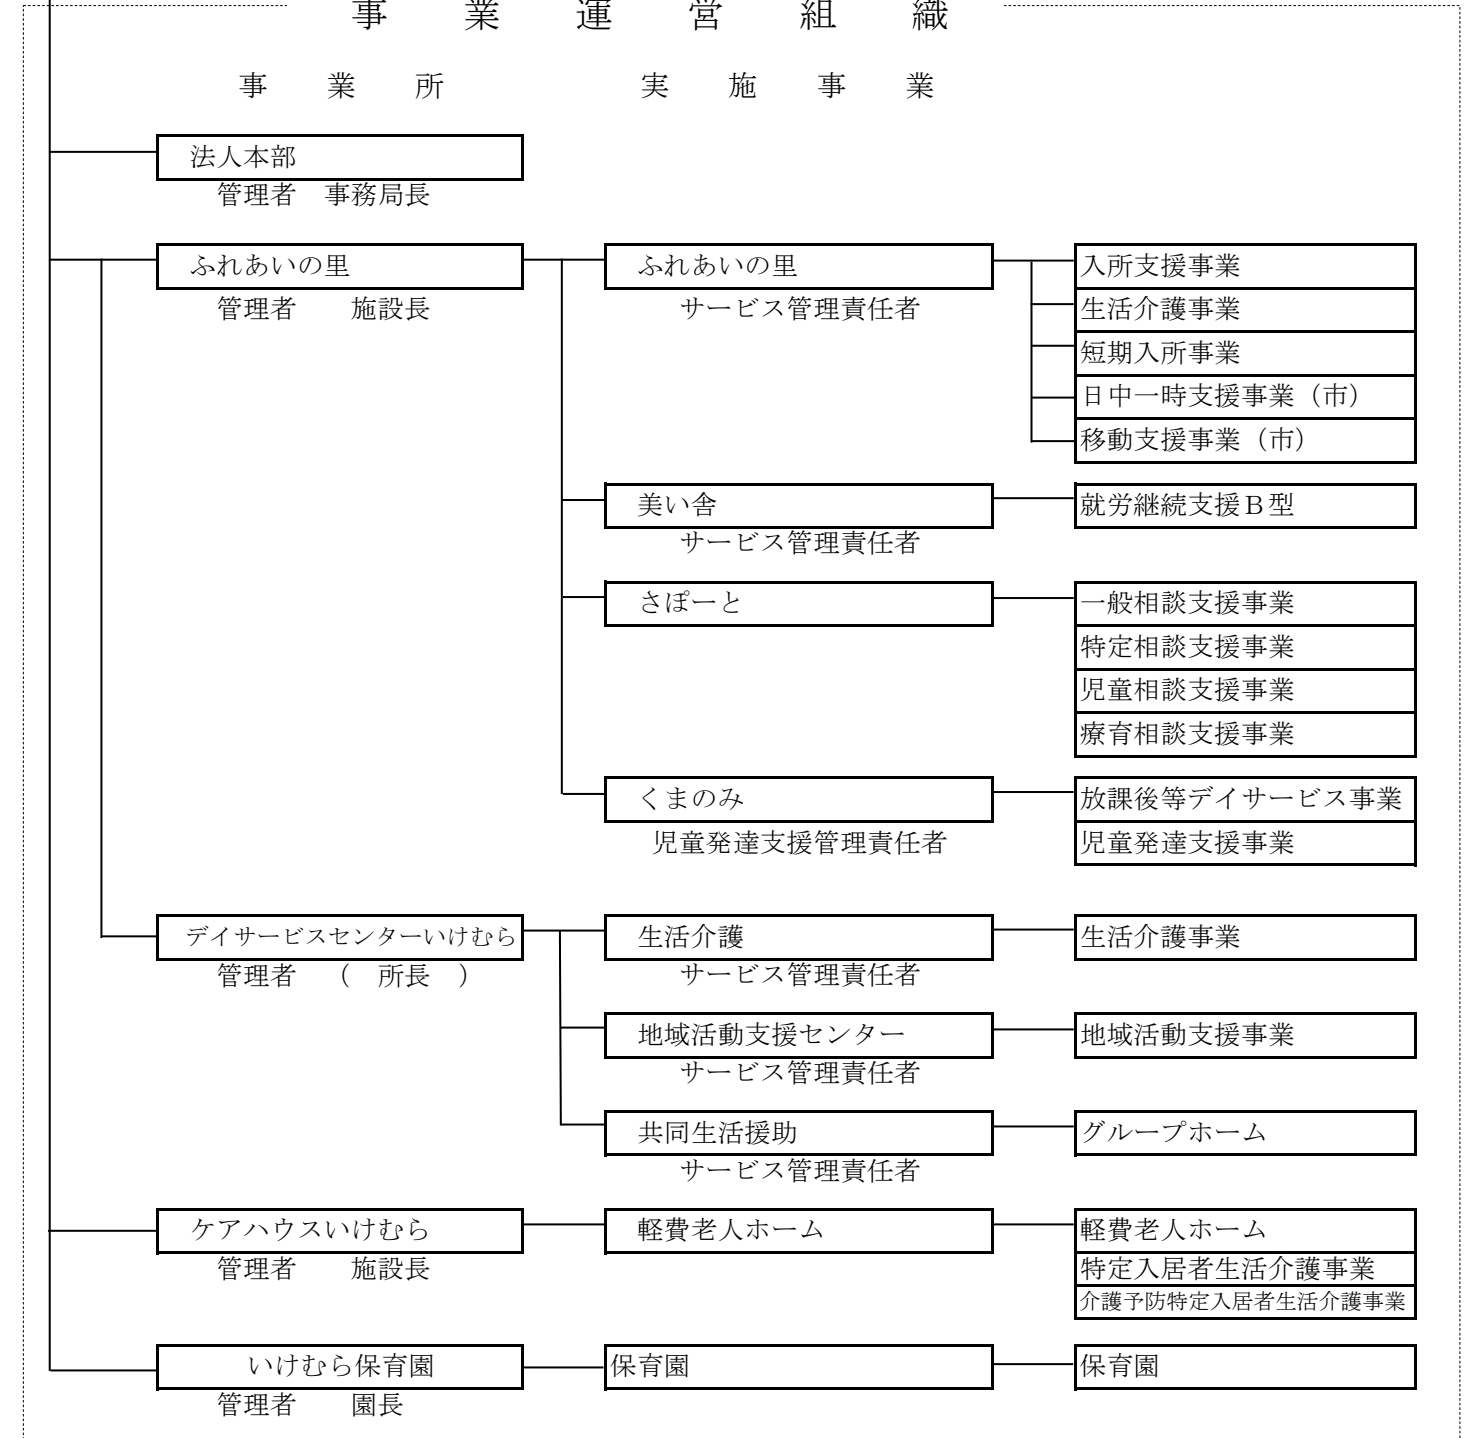 事業運営組織
事業所 実施事業
法人本部
管理者 事務局長
ふれあいの里 ふれあいの里 入所支援事業
管理者 施設長 サービス管理責任者 生活介護事業
短期入所事業
日中一時支援事業（市）
移動支援事業（市）
美い舎 就労継続支援Ｂ型
サービス管理責任者
さぽーと 一般相談支援事業
特定相談支援事業
児童相談支援事業
療育相談支援事業
くまのみ 放課後等デイサービス事業
児童発達支援管理責任者 児童発達支援事業
デイサービスセンターいけむら 生活介護 生活介護事業
管理者 （ 所長 ） サービス管理責任者
地域活動支援センター 地域活動支援事業
サービス管理責任者
共同生活援助 グループホーム
サービス管理責任者
ケアハウスいけむら 軽費老人ホーム 軽費老人ホーム
管理者 施設長 特定入居者生活介護事業
介護予防特定入居者生活介護事業
いけむら保育園 保育園 保育園
管理者 園長